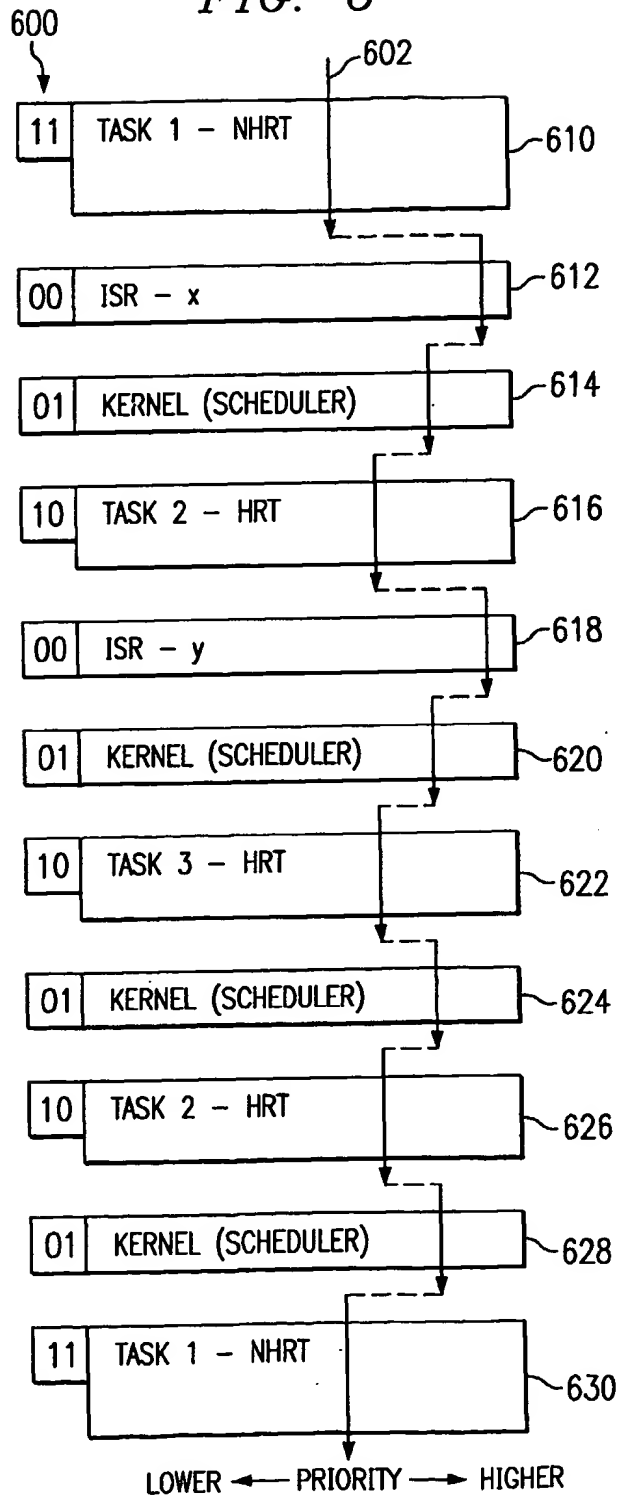 FIG. 6
600
602
11 TASK 1 - NHRT
610
00 ISR - x
612
01 KERNEL (SCHEDULER)
614
10 TASK 2 - HRT
616
00 ISR - y
618
01 KERNEL (SCHEDULER)
620
10 TASK 3 - HRT
622
01 KERNEL (SCHEDULER)
624
10 TASK 2 - HRT
626
01 KERNEL (SCHEDULER)
628
11 TASK 1 - NHRT
630
LOWER PRIORITY HIGHER